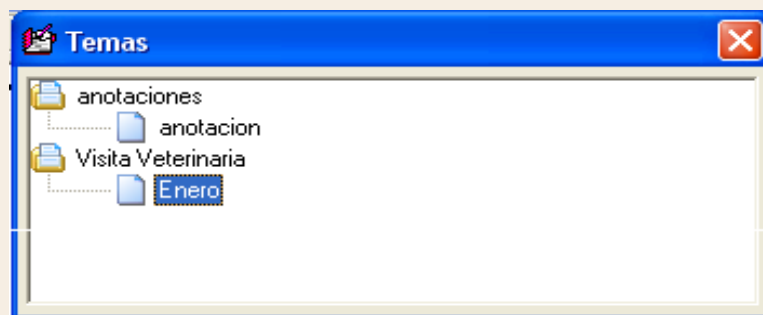 Temas
anotaciones
anotacion
Visita Veterinaria
Enero